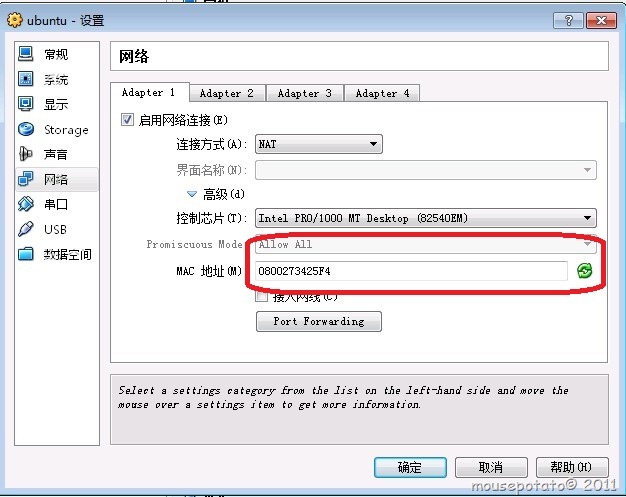 ubuntu - 设置
常规
系统
显示
Storage
声音
网络
串口
USB
数据空间
网络
Adapter 1 Adapter 2 Adapter 3 Adapter 4
启用网络连接(E)
连接方式(A): NAT
界面名称(N):
高级(d)
控制芯片(T): Intel PRO/1000 MT Desktop (82540EM)
Promiscuous Mode Allow All
MAC 地址(M) 0800273425F4
接入网线(C)
Port Forwarding
Select a settings category from the list on the left-hand side and move the
mouse over a settings item to get more information.
确定 取消 帮助(H)
mousepotato© 2011